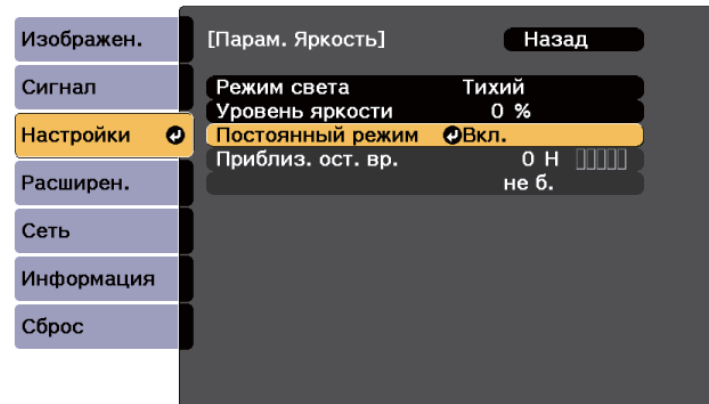 Изображен.
Сигнал
Настройки
Расширен.
Сеть
Информация
Сброс
[Парам. Яркость] Назад
Режим света Тихий
Уровень яркости 0 %
Постоянный режим Вкл.
Приблиз. ост. вр. 0 H
не б.